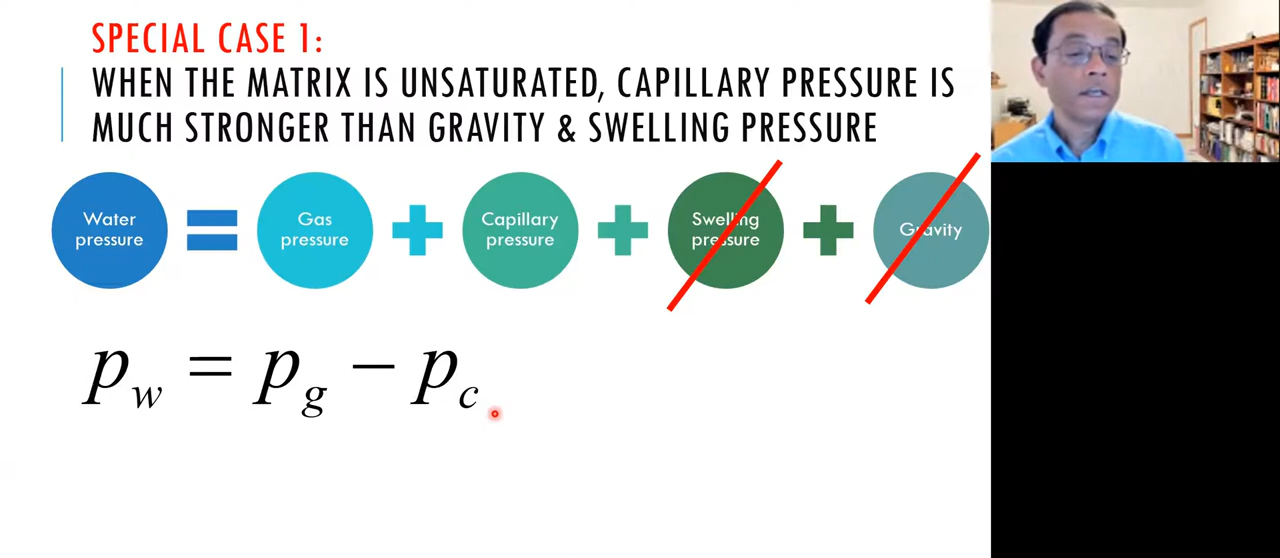 SPECIAL CASE 1:
WHEN THE MATRIX IS UNSATURATED, CAPILLARY PRESSURE IS
MUCH STRONGER THAN GRAVITY & SWELLING PRESSURE
Water pressure = Gas pressure + Capillary pressure + Swelling pressure + Gravity
p_w = p_g − p_c